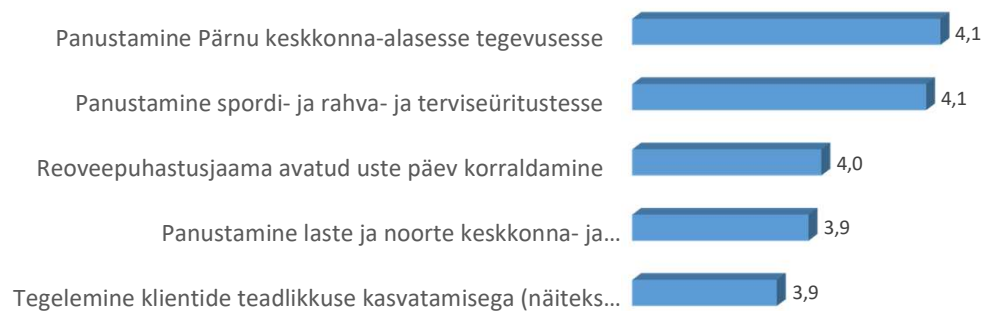 Panustamine Pärnu keskkonna-alasesse tegevusesse 4,1
Panustamine spordi- ja rahva- ja terviseüritustesse 4,1
Reoveepuhastusjaama avatud uste päev korraldamine 4,0
Panustamine laste ja noorte keskkonna- ja... 3,9
Tegelemine klientide teadlikkuse kasvatamisega (näiteks... 3,9